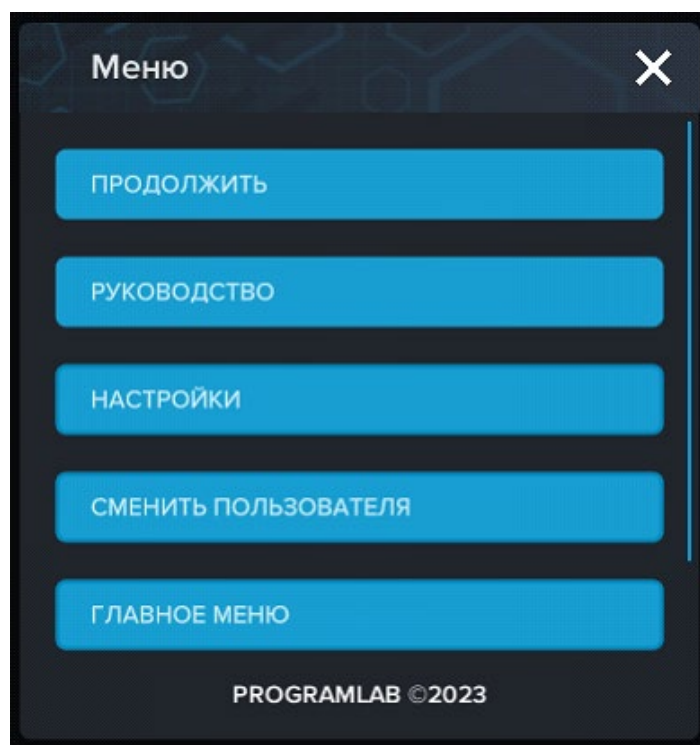 Меню
ПРОДОЛЖИТЬ
РУКОВОДСТВО
НАСТРОЙКИ
СМЕНИТЬ ПОЛЬЗОВАТЕЛЯ
ГЛАВНОЕ МЕНЮ
PROGRAMLAB ©2023